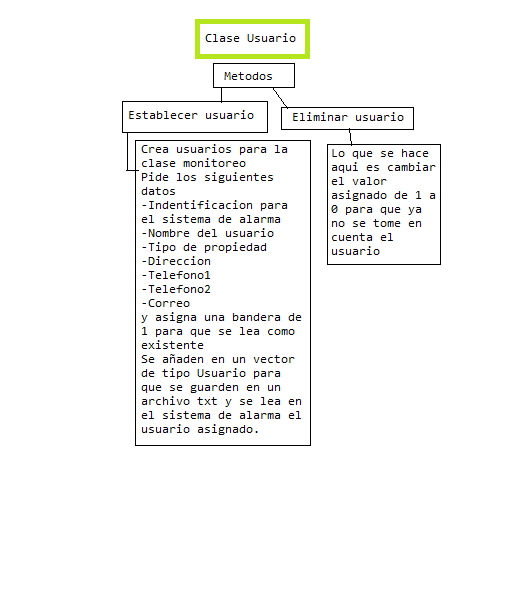 Clase Usuario
Metodos
Establecer usuario
Eliminar usuario
Crea usuarios para la
clase monitoreo
Pide los siguientes
datos
-Indentificacion para
el sistema de alarma
-Nombre del usuario
-Tipo de propiedad
-Direccion
-Telefono1
-Telefono2
-Correo
y asigna una bandera de
1 para que se lea como
existente
Se añaden en un vector
de tipo Usuario para
que se guarden en un
archivo txt y se lea en
el sistema de alarma el
usuario asignado.
Lo que se hace
aqui es cambiar
el valor
asignado de 1 a
0 para que ya
no se tome en
cuenta el
usuario